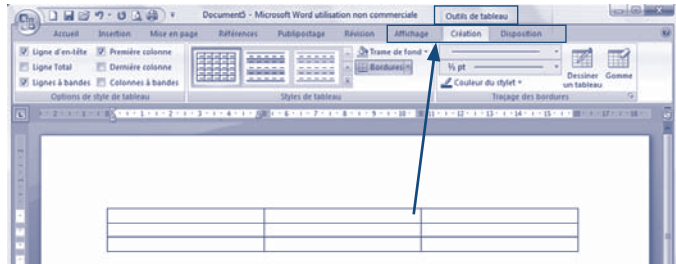 Document5 - Microsoft Word utilisation non commerciale Outils de tableau
Accueil Insertion Mise en page Références Publipostage Révision Affichage Création Disposition
Ligne d'en-tête Première colonne Trame de fond
Ligne Total Dernière colonne Bordures ½ pt
Lignes à bandes Colonnes à bandes Couleur du stylet Dessiner un tableau Gomme
Options de style de tableau Styles de tableau Traçage des bordures